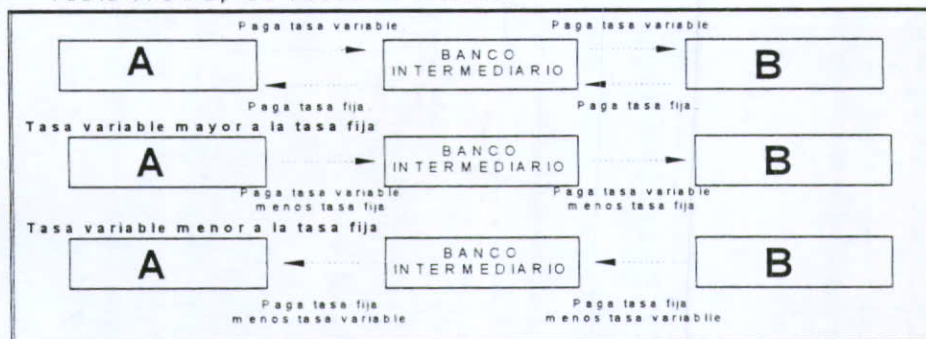 Paga tasa variable. Paga tasa variable.
A BANCO INTERMEDIARIO B
Paga tasa fija. Paga tasa fija.
Tasa variable mayor a la tasa fija
A BANCO INTERMEDIARIO B
Paga tasa variable menos tasa fija Paga tasa variable menos tasa fija
Tasa variable menor a la tasa fija
A BANCO INTERMEDIARIO B
Paga tasa fija menos tasa variable Paga tasa fija menos tasa variablle